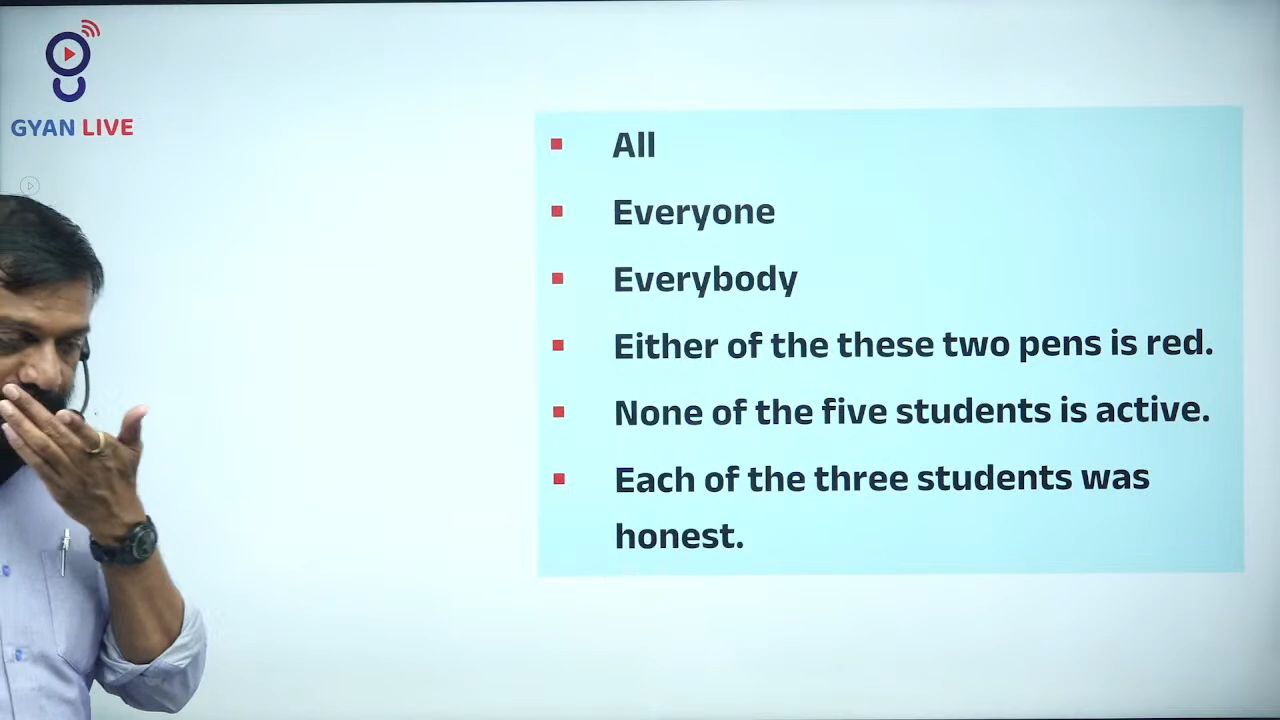 GYAN LIVE
All
Everyone
Everybody
Either of the these two pens is red.
None of the five students is active.
Each of the three students was
honest.